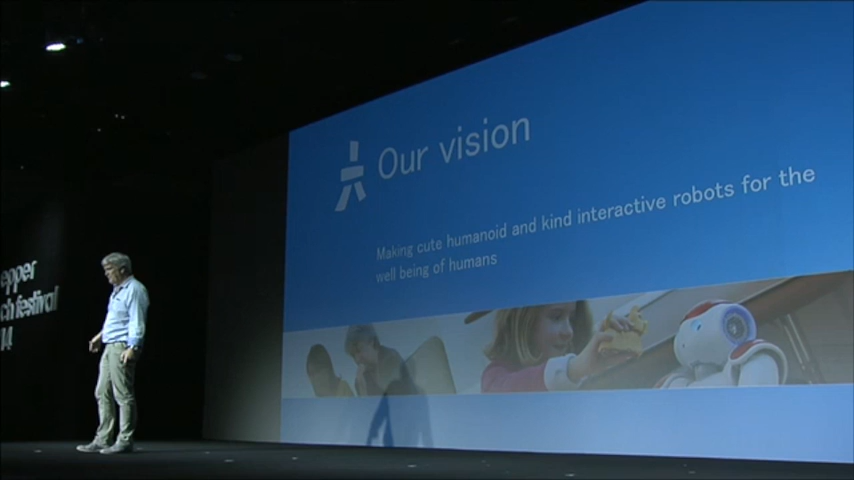 Our vision
Making cute humanoid and kind interactive robots for the
well being of humans
epper
ch festival
14